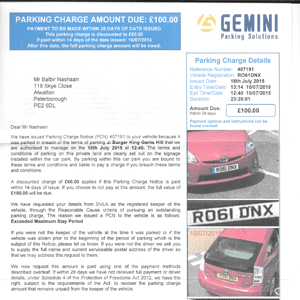 PARKING CHARGE AMOUNT DUE: £100.00
PAYMENT TO BE MADE WITHIN 28 DAYS OF DATE ISSUED
This parking charge is discounted to £60.00
if paid within 14 days of the date issued 16/07/2015
After this date, the full parking charge amount will be owed.
GEMINI
Parking Solutions
Mr Balbir Nashaan
118 Skye Close
Alwalton
Peterborough
PE2 9DL
Parking Charge Details
Reference Number: 407191
Vehicle Registration: RO61DNX
Date Issued: 16th July 2015
Entry Time/Date: 13:14 10/07/2015
Exit Time/Date: 12:40 10/07/2015
Duration:
Amount Due £100.00
Within 28 days
Payment options and instructions can be found overleaf
Dear Mr Nashaan
We have issued Parking Charge Notice (PCN) 407191 to your vehicle because it was parked in breach of the terms of parking at Burger King Gants Hill that we are authorised to manage on the 10th July 2015 at 12:40. The terms and conditions of parking on this private land are clearly set out on the signs installed within the car park. By parking within the car park you are bound to these terms and conditions and liable to pay a charge if you breach these terms and conditions.
A discounted charge of £60.00 applies if this Parking Charge Notice is paid within 14 days of issue. If you choose to not pay at this amount, the full value of £100.00 will be owed.
We have requested your details from DVLA as the registered keeper of the vehicle, through the Reasonable Cause criteria of pursuing an outstanding parking charge. The reason we issued a PCN to the vehicle is as follows:
Exceeded Maximum Stay Period
If you were not the keeper of the vehicle at the time it was parked or if the vehicle was stolen prior to the beginning of the period of parking which is subject of this Notice, please let us know. If you were not the driver we ask you to supply the full name and current serviceable postal address of the driver so that we may address this request to them.
We now request this amount is paid using one of the payment methods described overleaf. If within 28 days we have not received full payment or driver details, under Schedule 4 of the Protection of Freedoms Act 2012, we have the right, subject to the requirements of the Act, to recover the parking charge amount that remains unpaid from the keeper of the vehicle.
RO61 DNX
10/07/2015